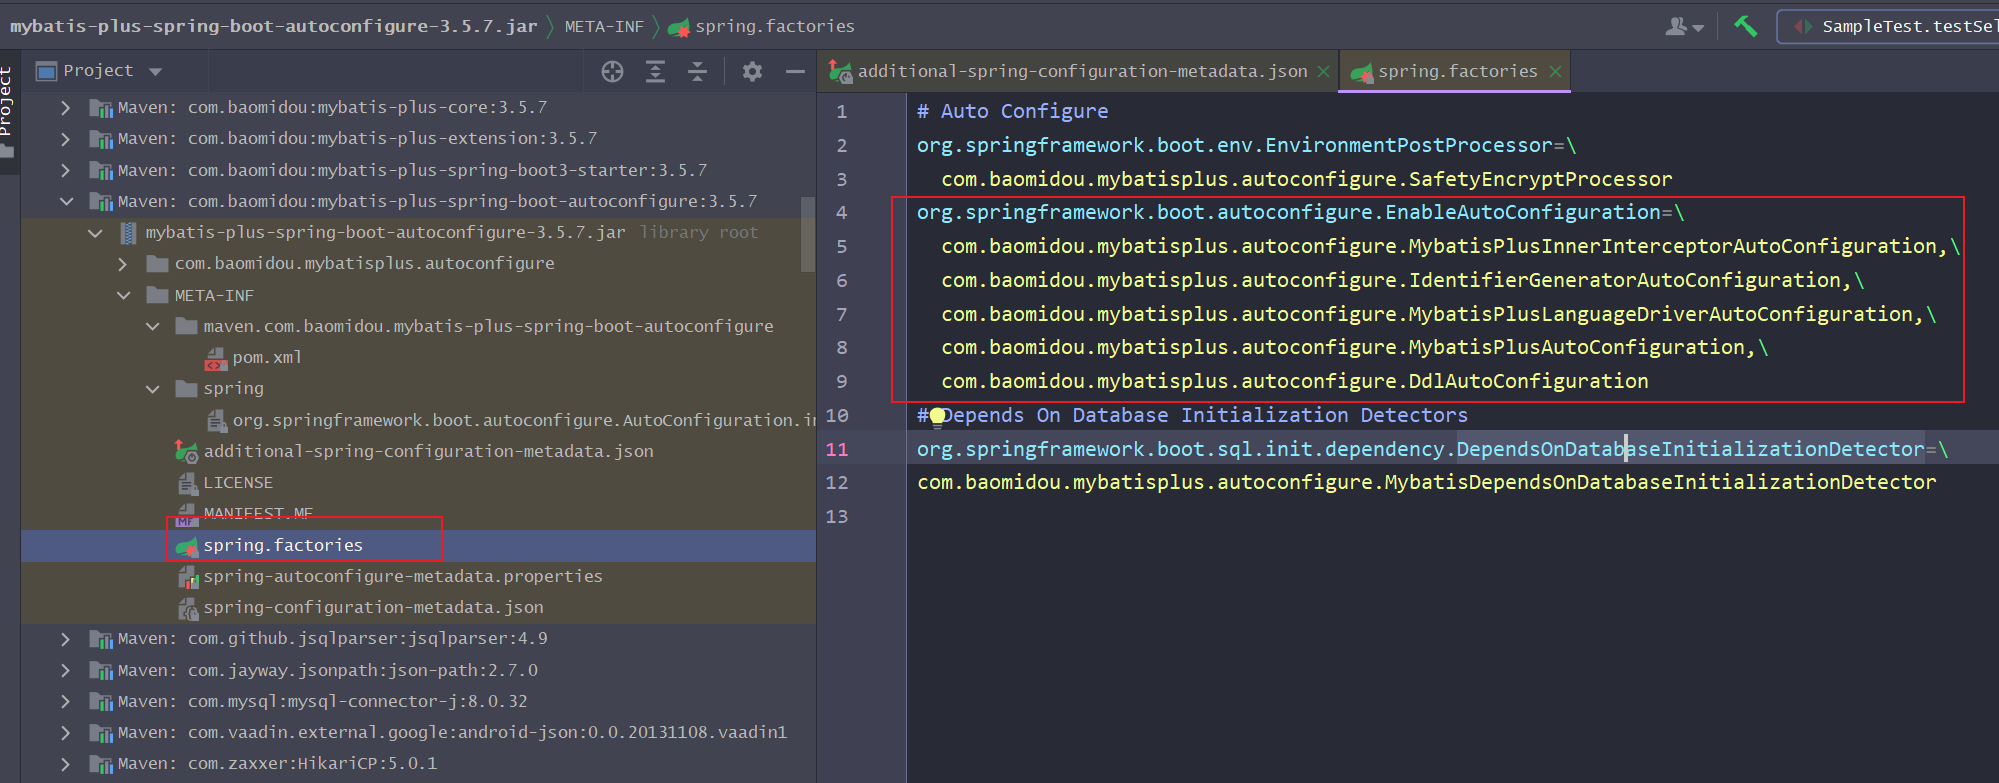 mybatis-plus-spring-boot-autoconfigure-3.5.7.jar META-INF spring.factories
SampleTest.testSel
Project
Project
additional-spring-configuration-metadata.json spring.factories
Maven: com.baomidou:mybatis-plus-core:3.5.7
Maven: com.baomidou:mybatis-plus-extension:3.5.7
Maven: com.baomidou:mybatis-plus-spring-boot3-starter:3.5.7
Maven: com.baomidou:mybatis-plus-spring-boot-autoconfigure:3.5.7
mybatis-plus-spring-boot-autoconfigure-3.5.7.jar library root
com.baomidou.mybatisplus.autoconfigure
META-INF
maven.com.baomidou.mybatis-plus-spring-boot-autoconfigure
pom.xml
spring
org.springframework.boot.autoconfigure.AutoConfiguration.im
additional-spring-configuration-metadata.json
LICENSE
MANIFEST.MF
spring.factories
spring-autoconfigure-metadata.properties
spring-configuration-metadata.json
Maven: com.github.jsqlparser:jsqlparser:4.9
Maven: com.jayway.jsonpath:json-path:2.7.0
Maven: com.mysql:mysql-connector-j:8.0.32
Maven: com.vaadin.external.google:android-json:0.0.20131108.vaadin1
Maven: com.zaxxer:HikariCP:5.0.1
1 # Auto Configure
2 org.springframework.boot.env.EnvironmentPostProcessor=\
3 com.baomidou.mybatisplus.autoconfigure.SafetyEncryptProcessor
4 org.springframework.boot.autoconfigure.EnableAutoConfiguration=\
5 com.baomidou.mybatisplus.autoconfigure.MybatisPlusInnerInterceptorAutoConfiguration,\
6 com.baomidou.mybatisplus.autoconfigure.IdentifierGeneratorAutoConfiguration,\
7 com.baomidou.mybatisplus.autoconfigure.MybatisPlusLanguageDriverAutoConfiguration,\
8 com.baomidou.mybatisplus.autoconfigure.MybatisPlusAutoConfiguration,\
9 com.baomidou.mybatisplus.autoconfigure.DdlAutoConfiguration
10 # Depends On Database Initialization Detectors
11 org.springframework.boot.sql.init.dependency.DependsOnDatabaseInitializationDetector=\
12 com.baomidou.mybatisplus.autoconfigure.MybatisDependsOnDatabaseInitializationDetector
13